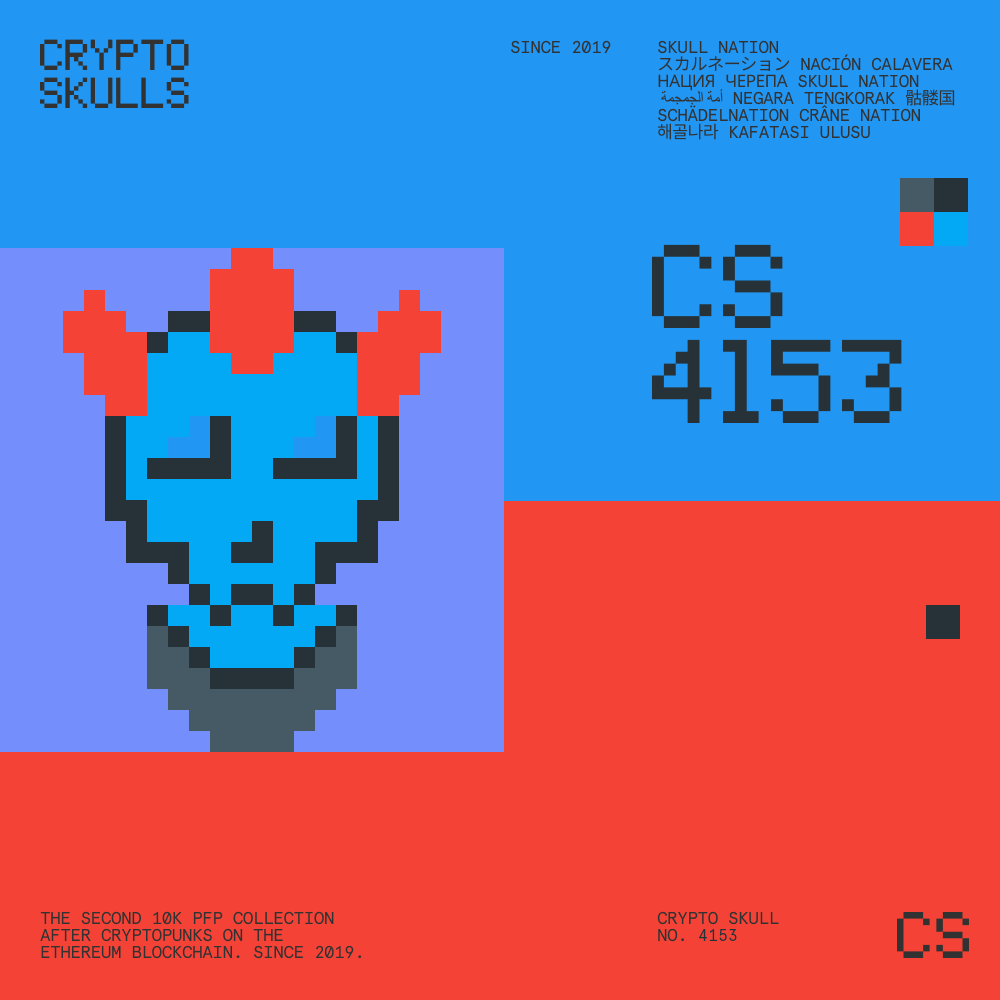 CRYPTO
SKULLS
SINCE 2019
SKULL NATION
スカルネーション NACIÓN CALAVERA
НАЦИЯ ЧЕРЕПА SKULL NATION
أمة الجمجمة NEGARA TENGKORAK 骷髅国
SCHÄDELNATION CRÂNE NATION
해골나라 KAFATASI ULUSU
CS
4153
THE SECOND 10K PFP COLLECTION
AFTER CRYPTOPUNKS ON THE
ETHEREUM BLOCKCHAIN. SINCE 2019.
CRYPTO SKULL
NO. 4153
CS